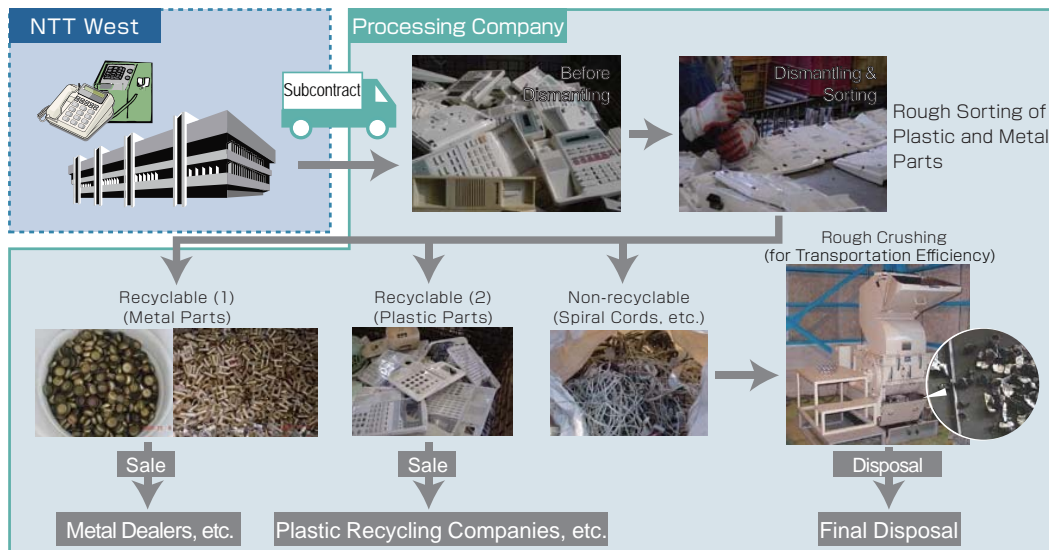 NTT West
Processing Company
Subcontract
Before
Dismantling
Dismantling &
Sorting
Rough Sorting of
Plastic and Metal
Parts
Rough Crushing
(for Transportation Efficiency)
Recyclable (1)
(Metal Parts)
Recyclable (2)
(Plastic Parts)
Non-recyclable
(Spiral Cords, etc.)
Sale
Sale
Disposal
Metal Dealers, etc.
Plastic Recycling Companies, etc.
Final Disposal